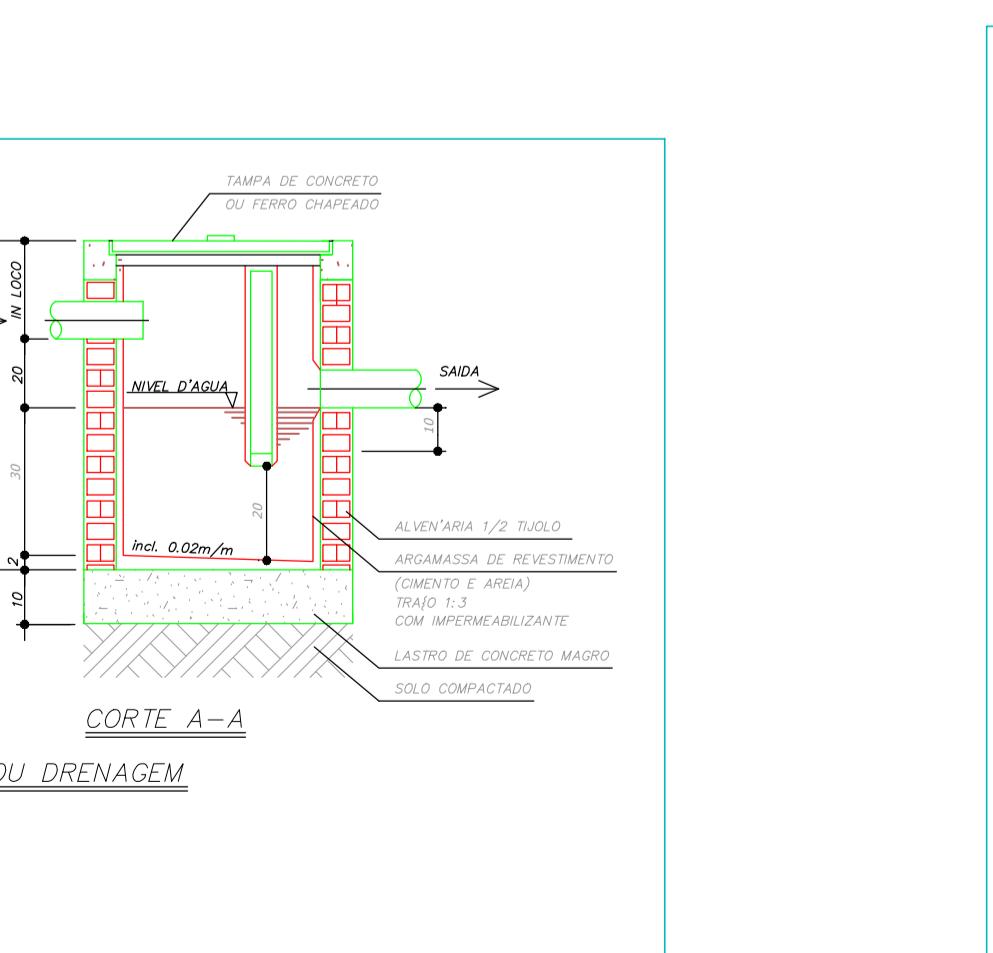 TAMPA DE CONCRETO
OU FERRO CHAPEADO
IN LOCO
20
NIVEL D'AGUA
SAIDA
10
30
20
incl. 0.02m/m
2
10
ALVEN'ARIA 1/2 TIJOLO
ARGAMASSA DE REVESTIMENTO
(CIMENTO E AREIA)
TRA{O 1:3
COM IMPERMEABILIZANTE
LASTRO DE CONCRETO MAGRO
SOLO COMPACTADO
CORTE A-A
OU DRENAGEM